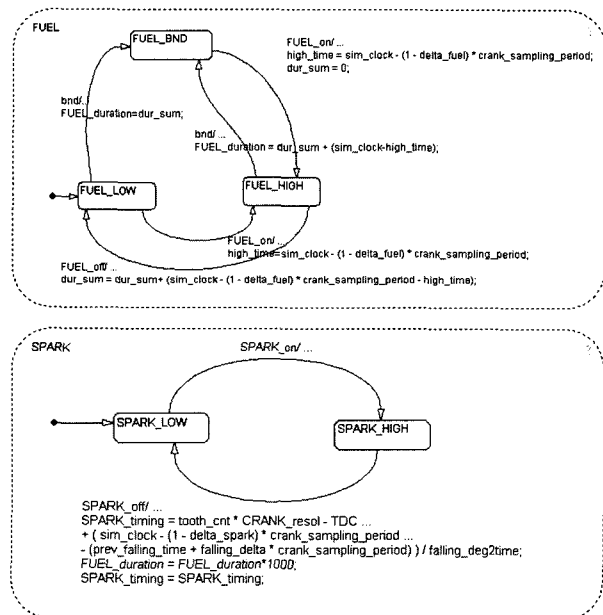 FUEL
FUEL_BND
FUEL_on/ ...
high_time = sim_clock - (1 - delta_fuel) * crank_sampling_period;
dur_sum = 0;
bnd/...
FUEL_duration=dur_sum;
bnd/ ...
FUEL_duration = dur_sum + (sim_clock-high_time);
FUEL_LOW
FUEL_HIGH
FUEL_on/ ...
high_time=sim_clock - (1 - delta_fuel) * crank_sampling_period;
FUEL_off/ ...
dur_sum = dur_sum+ (sim_clock - (1 - delta_fuel) * crank_sampling_period - high_time);
SPARK
SPARK_on/ ...
SPARK_LOW
SPARK_HIGH
SPARK_off/ ...
SPARK_timing = tooth_cnt * CRANK_resol - TDC ...
+ ( sim_clock - (1 - delta_spark) * crank_sampling_period ...
- (prev_falling_time + falling_delta * crank_sampling_period) ) / falling_deg2time;
FUEL_duration = FUEL_duration*1000;
SPARK_timing = SPARK_timing;